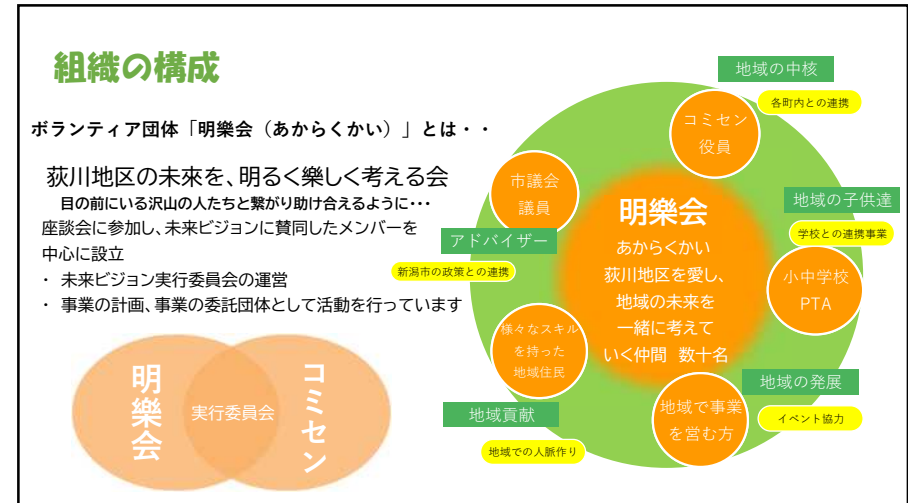 組織の構成
ボランティア団体「明樂会（あからくかい）」とは・・
荻川地区の未来を、明るく樂しく考える会
目の前にいる沢山の人たちと繋がり助け合えるように・・・
座談会に参加し、未来ビジョンに賛同したメンバーを
中心に設立
・ 未来ビジョン実行委員会の運営
・ 事業の計画、事業の委託団体として活動を行っています
明樂会
実行委員会
コミセン
地域の中核
各町内との連携
コミセン
役員
市議会
議員
アドバイザー
新潟市の政策との連携
明樂会
あからくかい
荻川地区を愛し、
地域の未来を
一緒に考えて
いく仲間 数十名
地域の子供達
学校との連携事業
小中学校
PTA
様々なスキル
を持った
地域住民
地域貢献
地域での人脈作り
地域の発展
イベント協力
地域で事業
を営む方